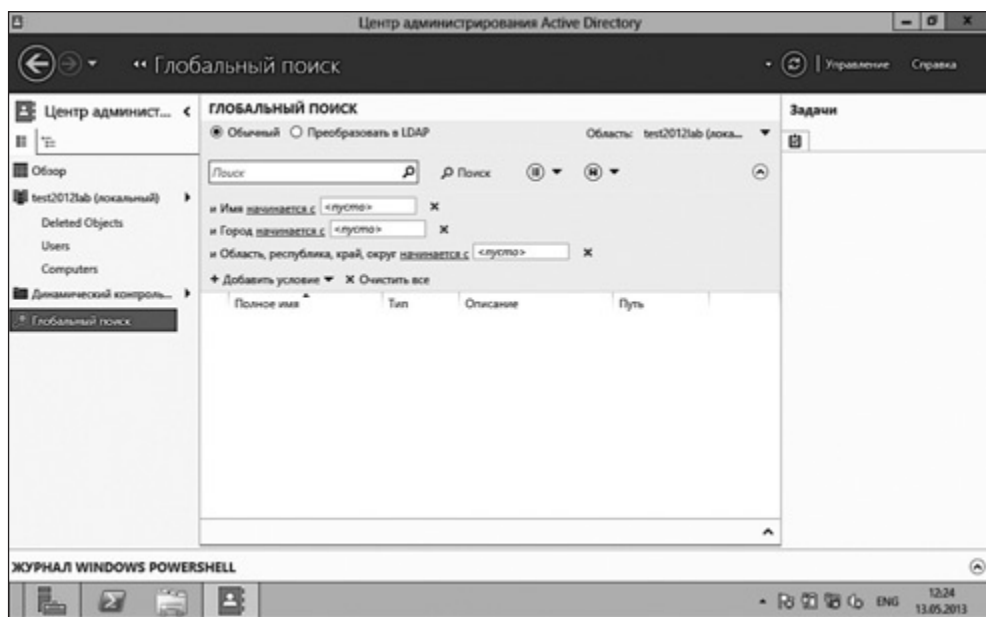 Центр администрирования Active Directory
‹‹ Глобальный поиск
Управление Справка
Центр админист...
Обзор
test2012lab (локальный)
Deleted Objects
Users
Computers
Динамический контроль...
Глобальный поиск
ГЛОБАЛЬНЫЙ ПОИСК
Обычный Преобразовать в LDAP Область: test2012lab (лока...
Поиск Поиск
и Имя начинается с <пусто>
и Город начинается с <пусто>
и Область, республика, край, округ начинается с <пусто>
+ Добавить условие Очистить все
Полное имя Тип Описание Путь
Задачи
ЖУРНАЛ WINDOWS POWERSHELL
ENG 12:24
13.05.2013